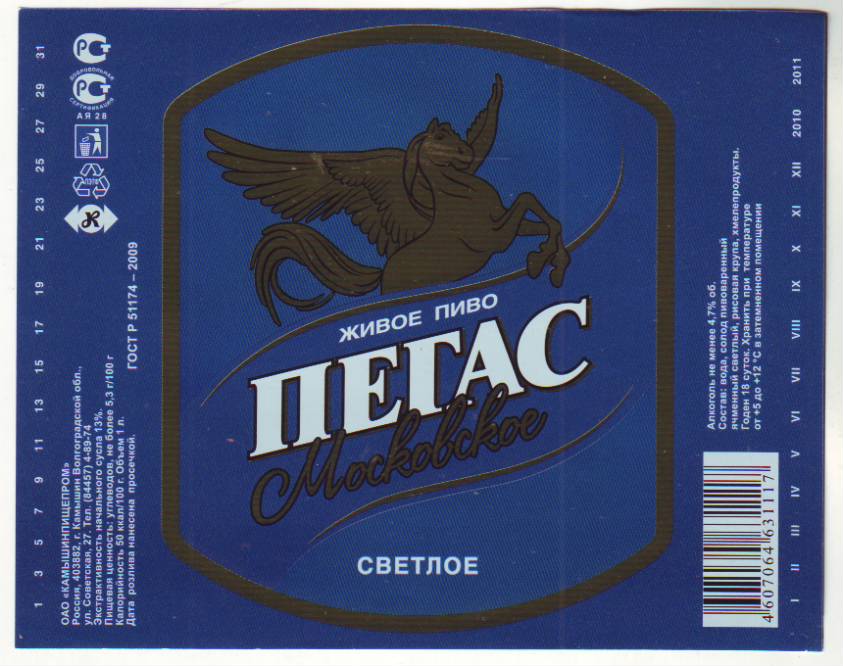 1 3 5 7 9 11 13 15 17 19 21 23 25 27 29 31
ОАО «КАМЫШИНПИЩЕПРОМ»
Россия, 403882, г. Камышин Волгоградской обл.,
ул. Советская, 27. Тел. (84457) 4-89-74
Экстрактивность начального сусла 13%.
Пищевая ценность: углеводов, не более 5,3 г/100 г
Калорийность 50 ккал/100 г. Объем 1 л.
Дата розлива нанесена просечкой.
ГОСТ Р 51174 – 2009
РСТ
ДОБРОВОЛЬНАЯ
РСТ
СЕРТИФИКАЦИЯ
АЯ 28
ПЭТФ
ЖИВОЕ ПИВО
ПЕГАС
Московское
СВЕТЛОЕ
Алкоголь не менее 4,7% об.
Состав: вода, солод пивоваренный
ячменный светлый, рисовая крупа, хмелепродукты.
Годен 18 суток. Хранить при температуре
от +5 до +12 °С в затемненном помещении
4 607064 631117
I II III IV V VI VII VIII IX X XI XII 2010 2011